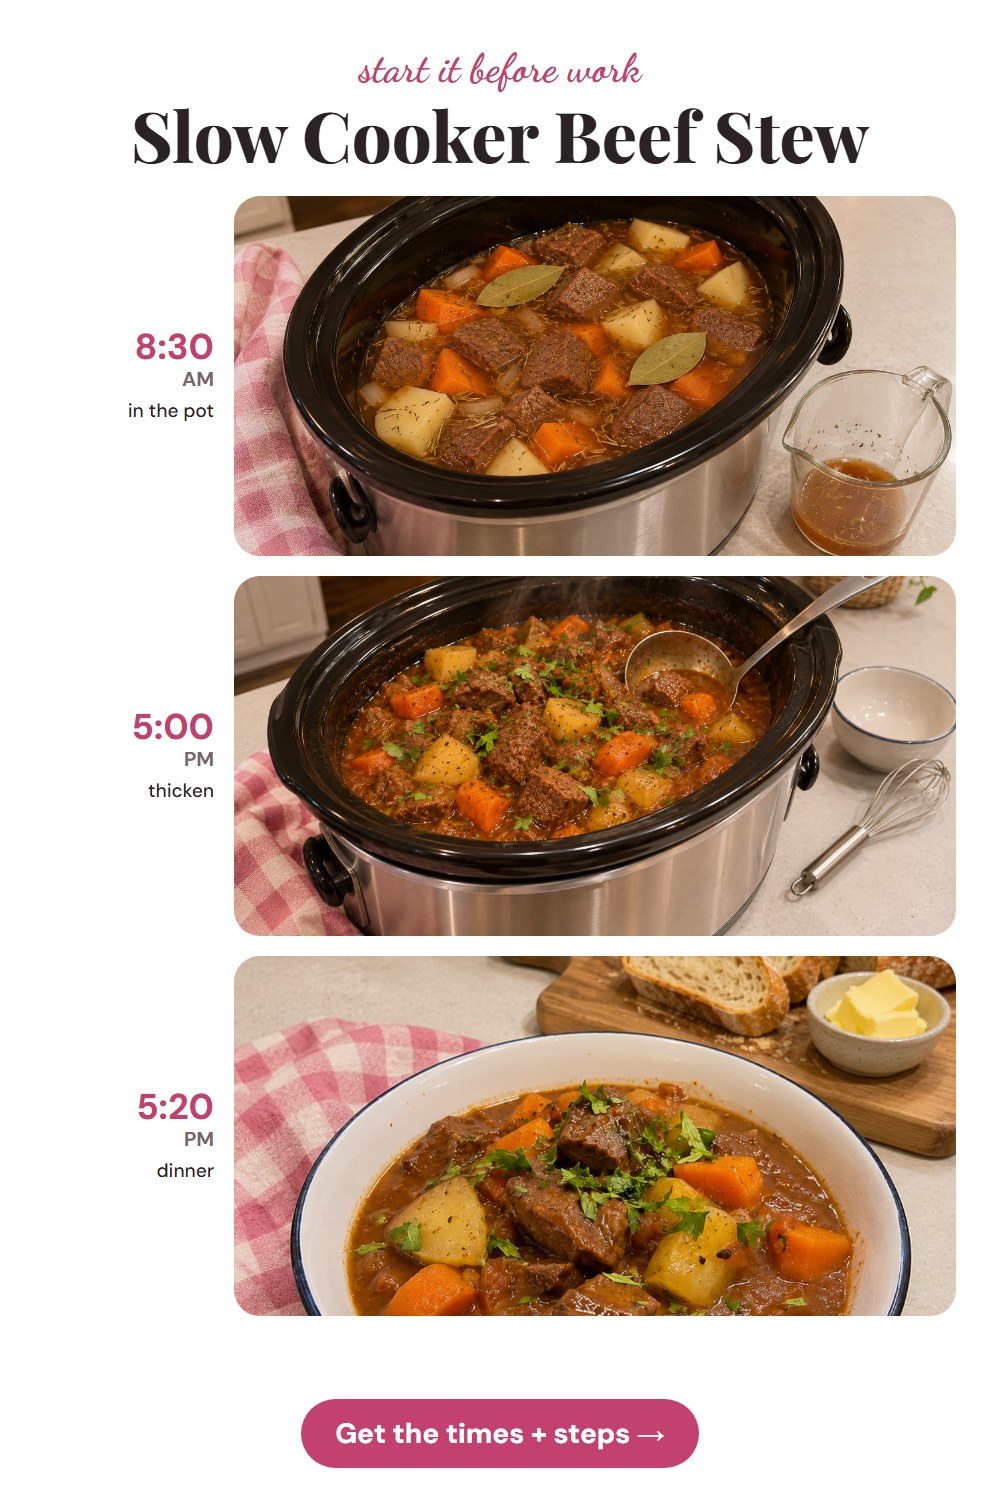 start it before work
Slow Cooker Beef Stew
8:30
AM
in the pot
5:00
PM
thicken
5:20
PM
dinner
Get the times + steps →